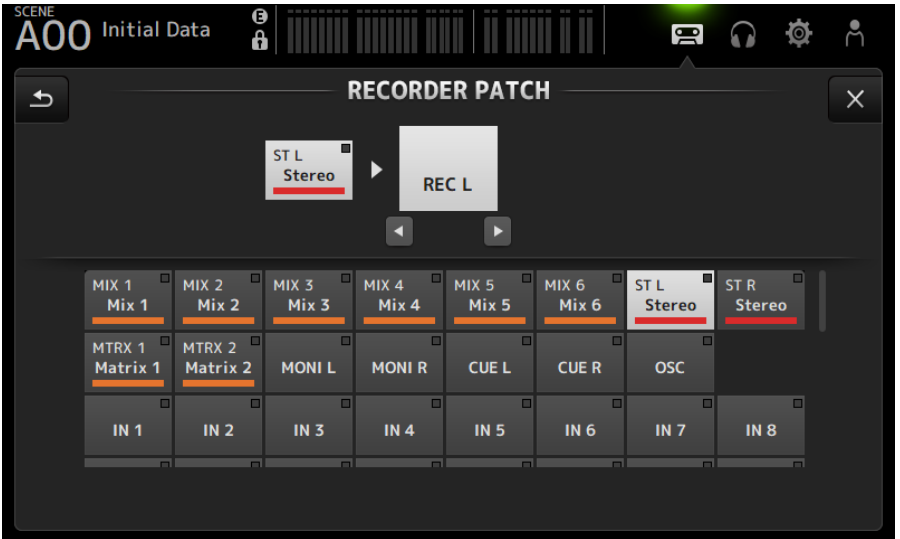 SCENE
A00 Initial Data
E
RECORDER PATCH
ST L
Stereo
REC L
MIX 1
Mix 1
MIX 2
Mix 2
MIX 3
Mix 3
MIX 4
Mix 4
MIX 5
Mix 5
MIX 6
Mix 6
ST L
Stereo
ST R
Stereo
MTRX 1
Matrix 1
MTRX 2
Matrix 2
MONI L
MONI R
CUE L
CUE R
OSC
IN 1
IN 2
IN 3
IN 4
IN 5
IN 6
IN 7
IN 8